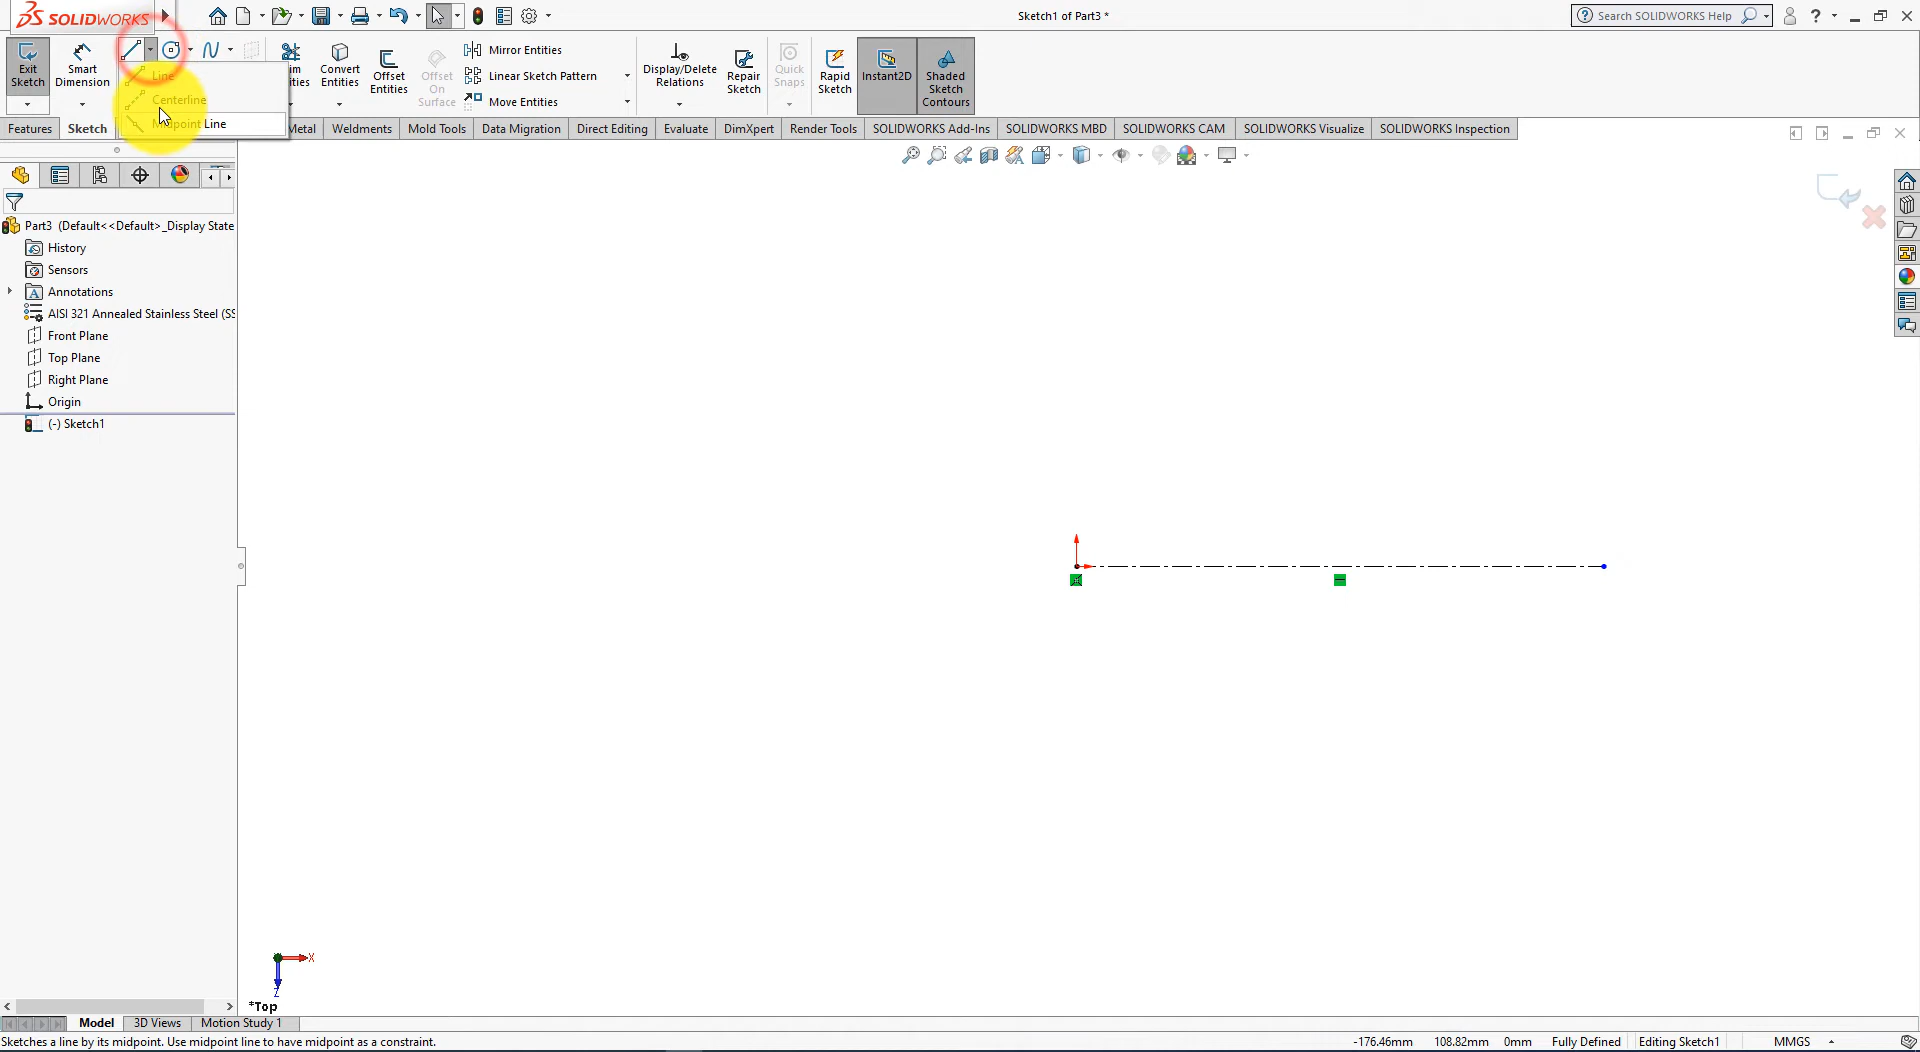 SOLIDWORKS
Sketch1 of Part3 *
Search SOLIDWORKS Help
?
Exit Sketch
Smart Dimension
Line
Centerline
Midpoint Line
Convert Entities
Offset Entities
Offset On Surface
Mirror Entities
Linear Sketch Pattern
Move Entities
Display/Delete Relations
Repair Sketch
Quick Snaps
Rapid Sketch
Instant2D
Shaded Sketch Contours
Features
Sketch
Weldments
Mold Tools
Data Migration
Direct Editing
Evaluate
DimXpert
Render Tools
SOLIDWORKS Add-Ins
SOLIDWORKS MBD
SOLIDWORKS CAM
SOLIDWORKS Visualize
SOLIDWORKS Inspection
Part3 (Default<<Default>_Display State
History
Sensors
Annotations
AISI 321 Annealed Stainless Steel (SS
Front Plane
Top Plane
Right Plane
Origin
(-) Sketch1
X
Z
*Top
Model
3D Views
Motion Study 1
Sketches a line by its midpoint. Use midpoint line to have midpoint as a constraint.
-176.46mm
108.82mm
0mm
Fully Defined
Editing Sketch1
MMGS